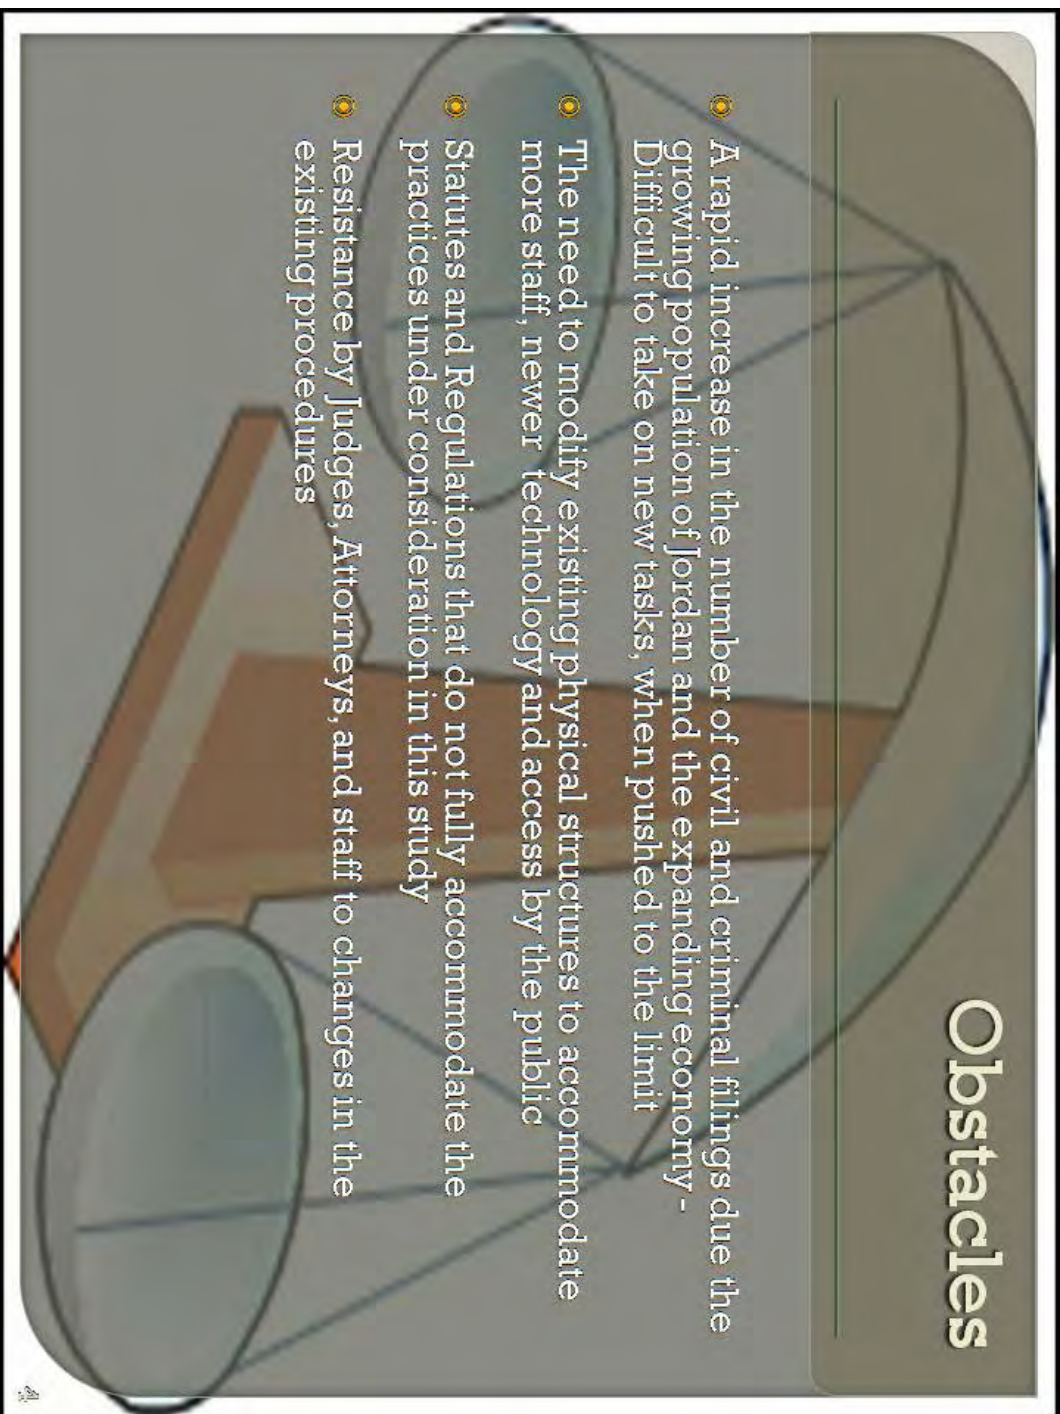 Obstacles
A rapid increase in the number of civil and criminal filings due the
growing population of Jordan and the expanding economy-
Difficult to take on new tasks, when pushed to the limit
The need to modify existing physical structures to accommodate
more staff, newer technology and access by the public
Statutes and Regulations that do not fully accommodate the
practices under consideration in this study
Resistance by Judges, Attorneys, and staff to changes in the
existing procedures